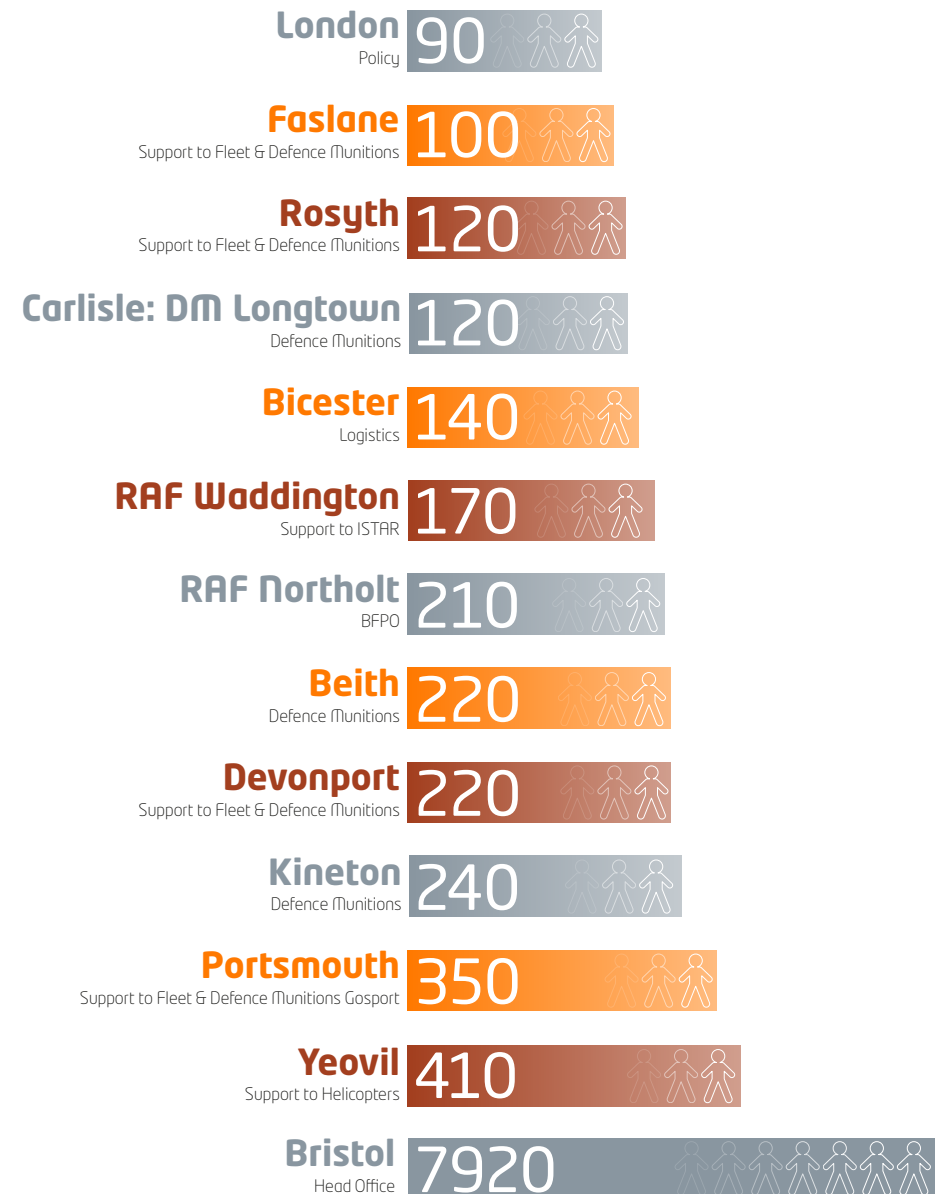 London
Policy
90
Faslane
Support to Fleet & Defence Munitions
100
Rosyth
Support to Fleet & Defence Munitions
120
Carlisle: DM Longtown
Defence Munitions
120
Bicester
Logistics
140
RAF Waddington
Support to ISTAR
170
RAF Northolt
BFPO
210
Beith
Defence Munitions
220
Devonport
Support to Fleet & Defence Munitions
220
Kineton
Defence Munitions
240
Portsmouth
Support to Fleet & Defence Munitions Gosport
350
Yeovil
Support to Helicopters
410
Bristol
Head Office
7920